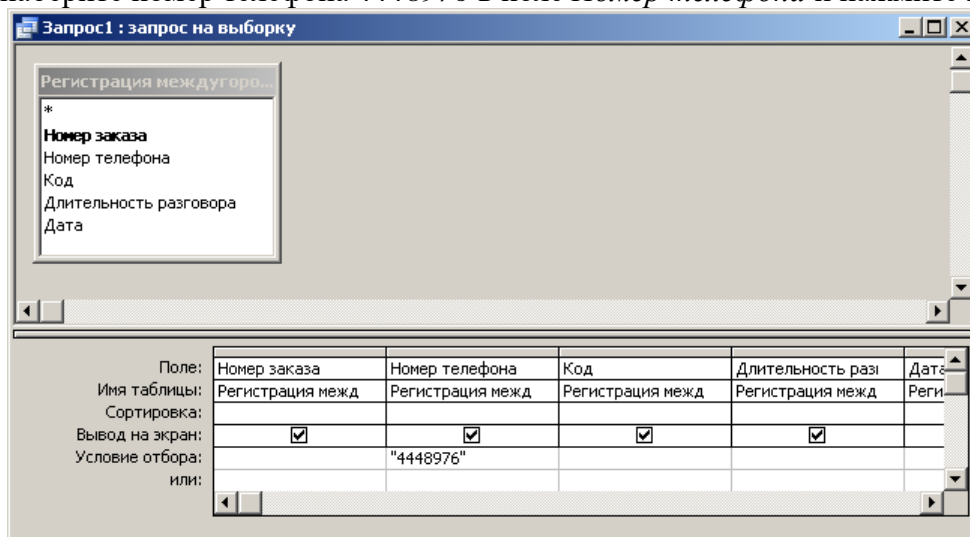 Запрос1 : запрос на выборку
Регистрация междугоро...
*
Номер заказа
Номер телефона
Код
Длительность разговора
Дата
Поле: Номер заказа Номер телефона Код Длительность разı Дата
Имя таблицы: Регистрация межд Регистрация межд Регистрация межд Регистрация межд Реги
Сортировка:
Вывод на экран:
Условие отбора: "4448976"
или: